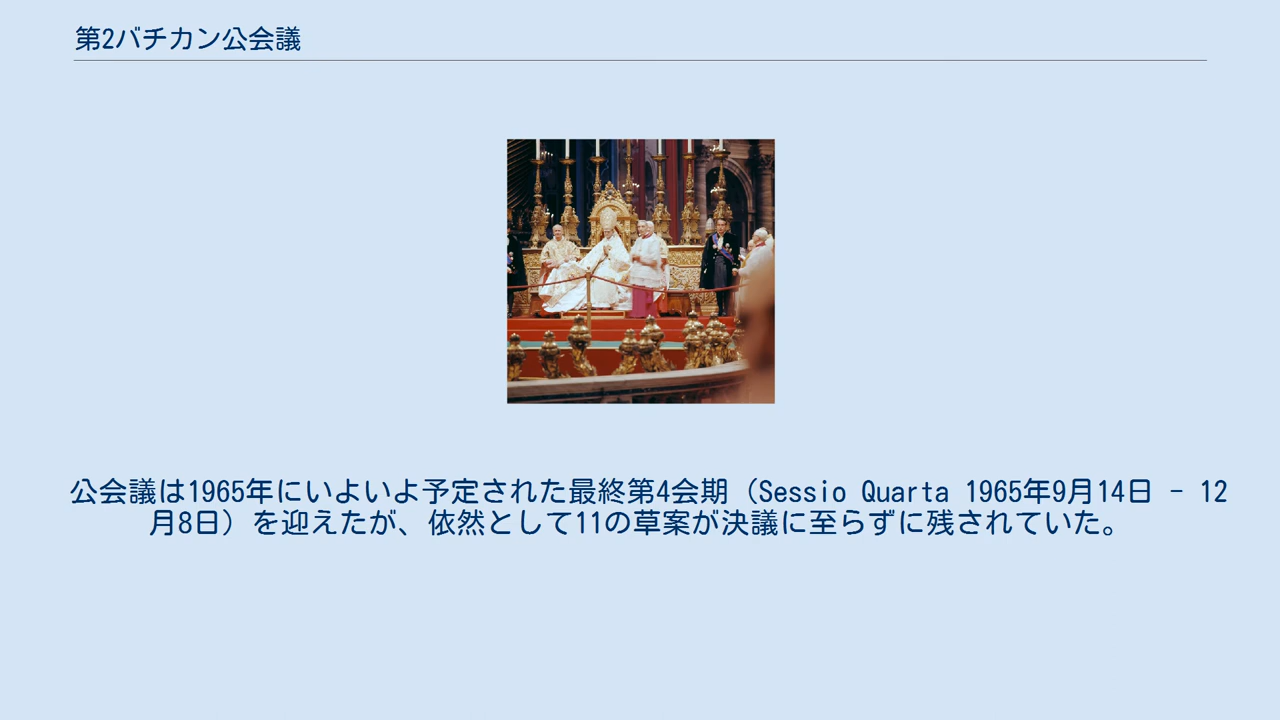 第2バチカン公会議
公会議は1965年にいよいよ予定された最終第4会期（Sessio Quarta 1965年9月14日 - 12
月8日）を迎えたが、依然として11の草案が決議に至らずに残されていた。